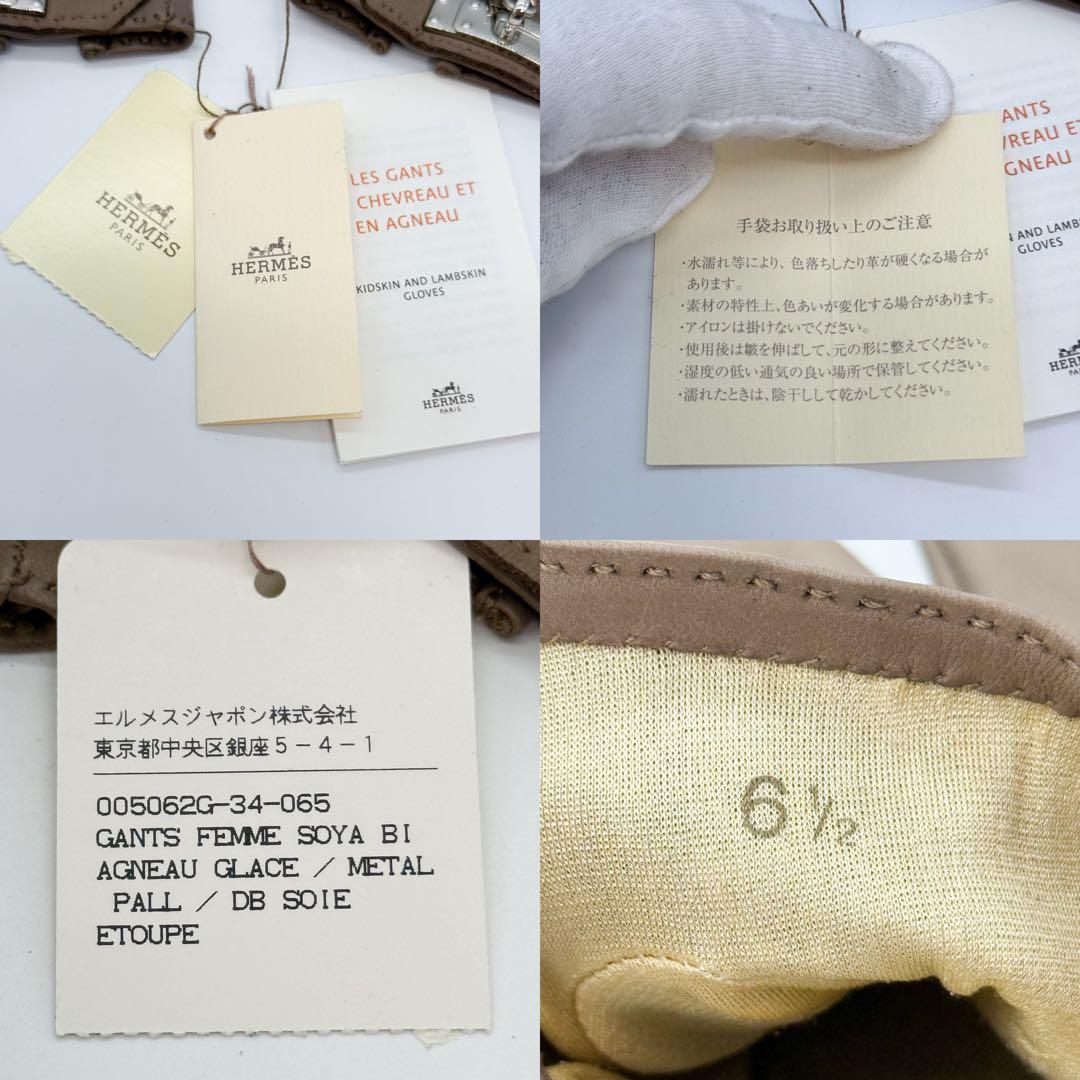 HERMÈS
PARIS
HERMÈS
PARIS
LES GANTS
CHEVREAU ET
EN AGNEAU
KIDSKIN AND LAMBSKIN
GLOVES
HERMÈS
PARIS
手袋お取り扱い上のご注意
・水濡れ等により、色落ちしたり革が硬くなる場合が
あります。
・素材の特性上、色あいが変化する場合があります。
・アイロンは掛けないでください。
・使用後は皺を伸ばして、元の形に整えてください。
・湿度の低い通気の良い場所で保管してください。
・濡れたときは、陰干しして乾かしてください。
ANTS
VREAU ET
GNEAU
N AND LAMBSKIN
GLOVES
HERM
PAR
エルメスジャポン株式会社
東京都中央区銀座5-4-1
005062G-34-065
GANTS FEMME SOYA BI
AGNEAU GLACE / METAL
PALL / DB SOIE
ETOUPE
6 1/2